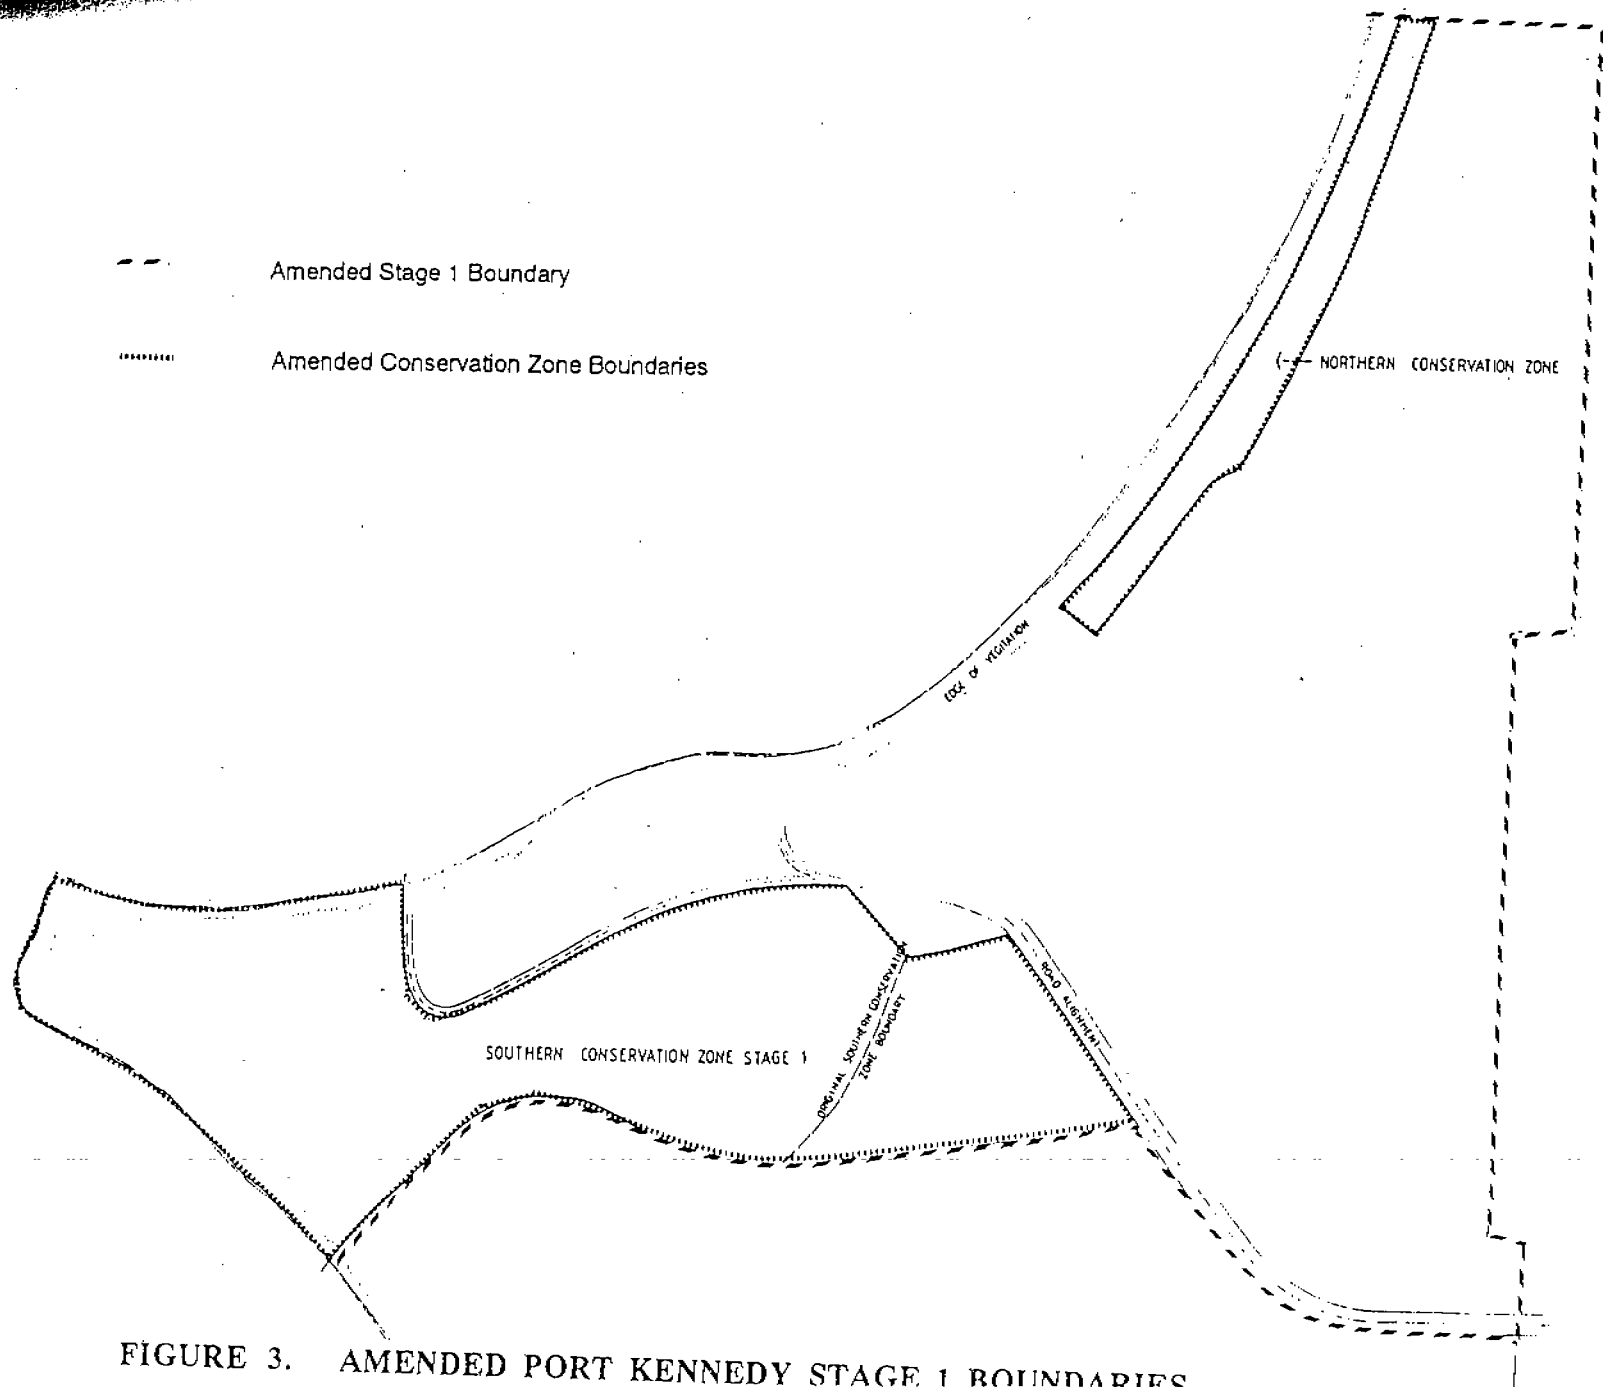 Amended Stage 1 Boundary
Amended Conservation Zone Boundaries
NORTHERN CONSERVATION ZONE
EDGE OF VEGITATION
ROAD ALIGNMENT
ORIGINAL SOUTHERN CONSERVATION
ZONE BOUNDARY
SOUTHERN CONSERVATION ZONE STAGE 1
FIGURE 3. AMENDED PORT KENNEDY STAGE 1 BOUNDARIES